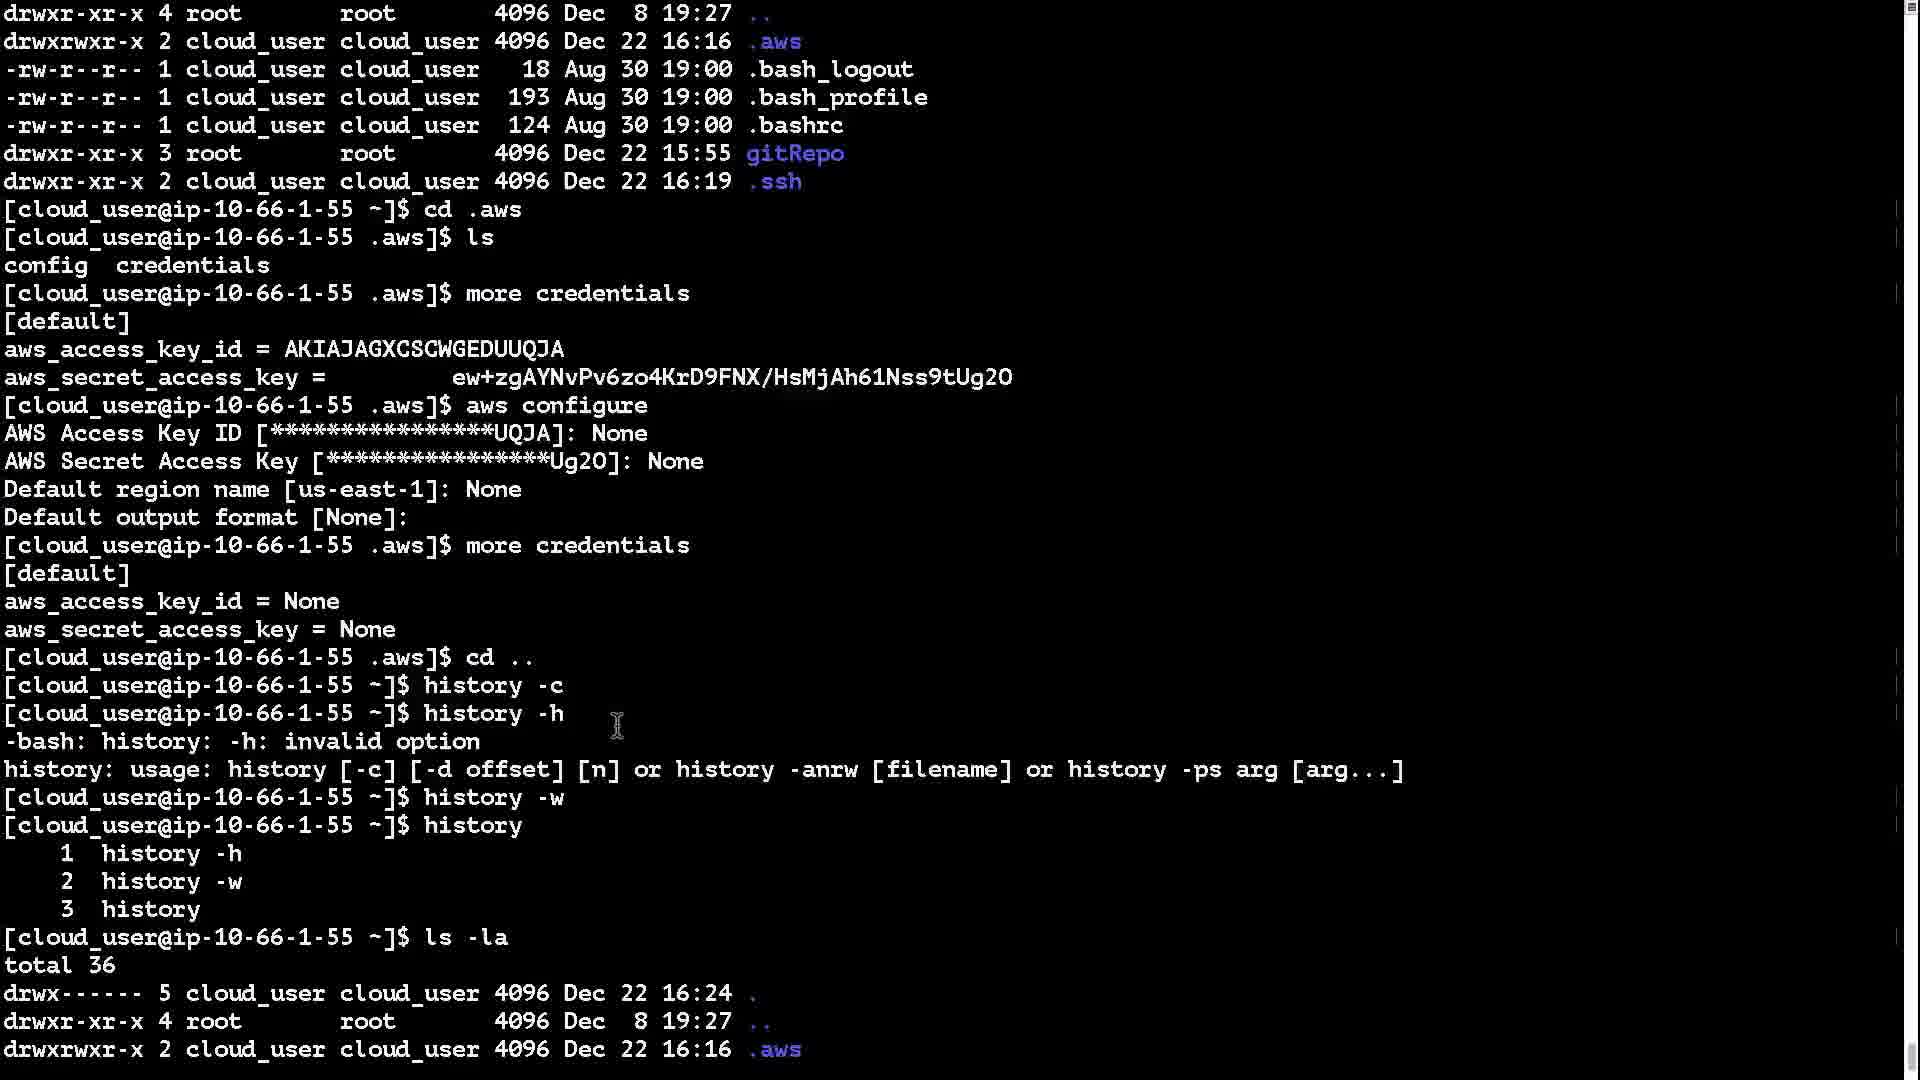 drwxr-xr-x 4 root       root       4096 Dec  8 19:27 ..
drwxrwxr-x 2 cloud_user cloud_user 4096 Dec 22 16:16 .aws
-rw-r--r-- 1 cloud_user cloud_user   18 Aug 30 19:00 .bash_logout
-rw-r--r-- 1 cloud_user cloud_user  193 Aug 30 19:00 .bash_profile
-rw-r--r-- 1 cloud_user cloud_user  124 Aug 30 19:00 .bashrc
drwxr-xr-x 3 root       root       4096 Dec 22 15:55 gitRepo
drwxr-xr-x 2 cloud_user cloud_user 4096 Dec 22 16:19 .ssh
[cloud_user@ip-10-66-1-55 ~]$ cd .aws
[cloud_user@ip-10-66-1-55 .aws]$ ls
config  credentials
[cloud_user@ip-10-66-1-55 .aws]$ more credentials
[default]
aws_access_key_id = AKIAJAGXCSCWGEDUUQJA
aws_secret_access_key =         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
[cloud_user@ip-10-66-1-55 .aws]$ aws configure
AWS Access Key ID [****************UQJA]: None
AWS Secret Access Key [****************Ug2O]: None
Default region name [us-east-1]: None
Default output format [None]:
[cloud_user@ip-10-66-1-55 .aws]$ more credentials
[default]
aws_access_key_id = None
aws_secret_access_key = None
[cloud_user@ip-10-66-1-55 .aws]$ cd ..
[cloud_user@ip-10-66-1-55 ~]$ history -c
[cloud_user@ip-10-66-1-55 ~]$ history -h
-bash: history: -h: invalid option
history: usage: history [-c] [-d offset] [n] or history -anrw [filename] or history -ps arg [arg...]
[cloud_user@ip-10-66-1-55 ~]$ history -w
[cloud_user@ip-10-66-1-55 ~]$ history
    1  history -h
    2  history -w
    3  history
[cloud_user@ip-10-66-1-55 ~]$ ls -la
total 36
drwx------ 5 cloud_user cloud_user 4096 Dec 22 16:24 .
drwxr-xr-x 4 root       root       4096 Dec  8 19:27 ..
drwxrwxr-x 2 cloud_user cloud_user 4096 Dec 22 16:16 .aws